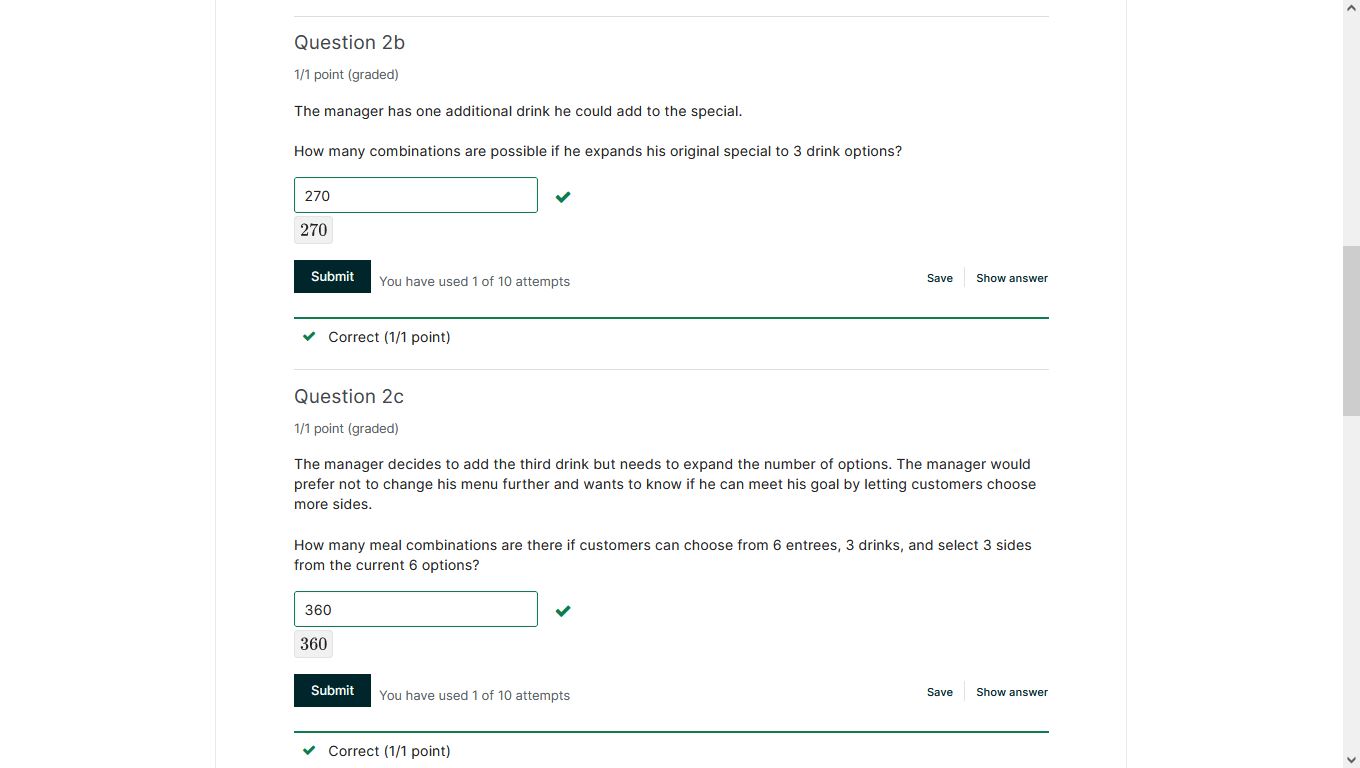 Question 2b
1/1 point (graded)
The manager has one additional drink he could add to the special.
How many combinations are possible if he expands his original special to 3 drink options?
270
270
Submit You have used 1 of 10 attempts Save Show answer
Correct (1/1 point)
Question 2c
1/1 point (graded)
The manager decides to add the third drink but needs to expand the number of options. The manager would
prefer not to change his menu further and wants to know if he can meet his goal by letting customers choose
more sides.
How many meal combinations are there if customers can choose from 6 entrees, 3 drinks, and select 3 sides
from the current 6 options?
360
360
Submit You have used 1 of 10 attempts Save Show answer
Correct (1/1 point)